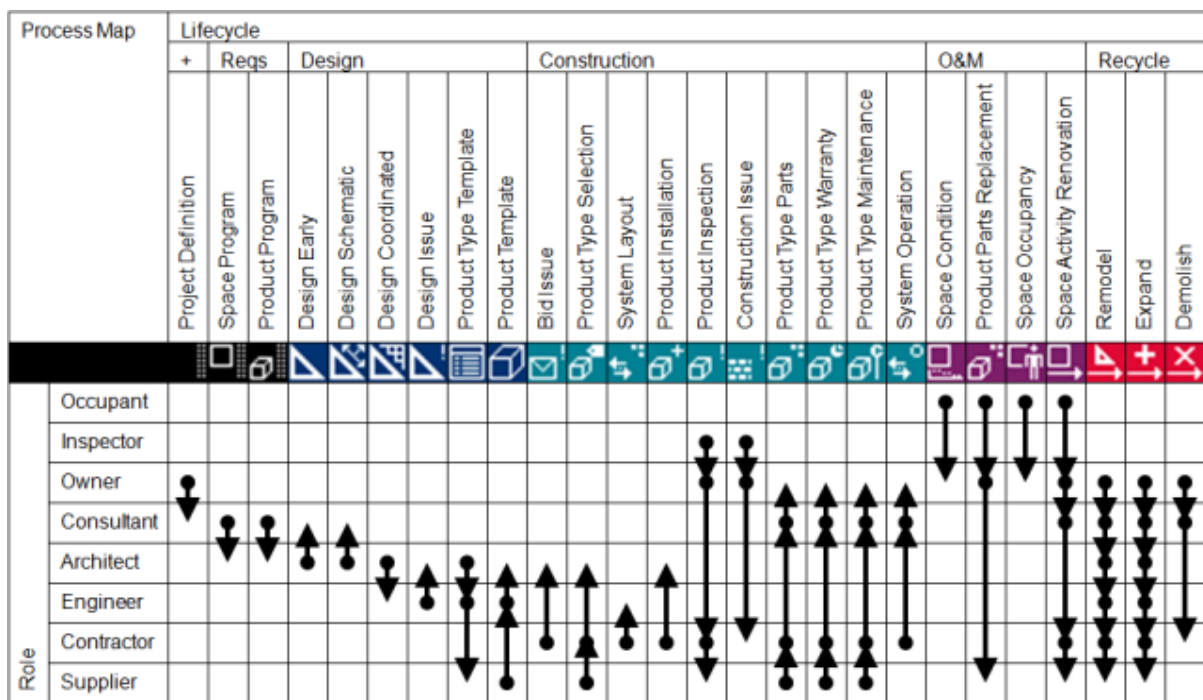 Process Map
Lifecycle
+
Reqs
Design
Construction
O&M
Recycle
Project Definition
Space Program
Product Program
Design Early
Design Schematic
Design Coordinated
Design Issue
Product Type Template
Product Template
Bid Issue
Product Type Selection
System Layout
Product Installation
Product Inspection
Construction Issue
Product Type Parts
Product Type Warranty
Product Type Maintenance
System Operation
Space Condition
Product Parts Replacement
Space Occupancy
Space Activity Renovation
Remodel
Expand
Demolish
Role
Occupant
Inspector
Owner
Consultant
Architect
Engineer
Contractor
Supplier